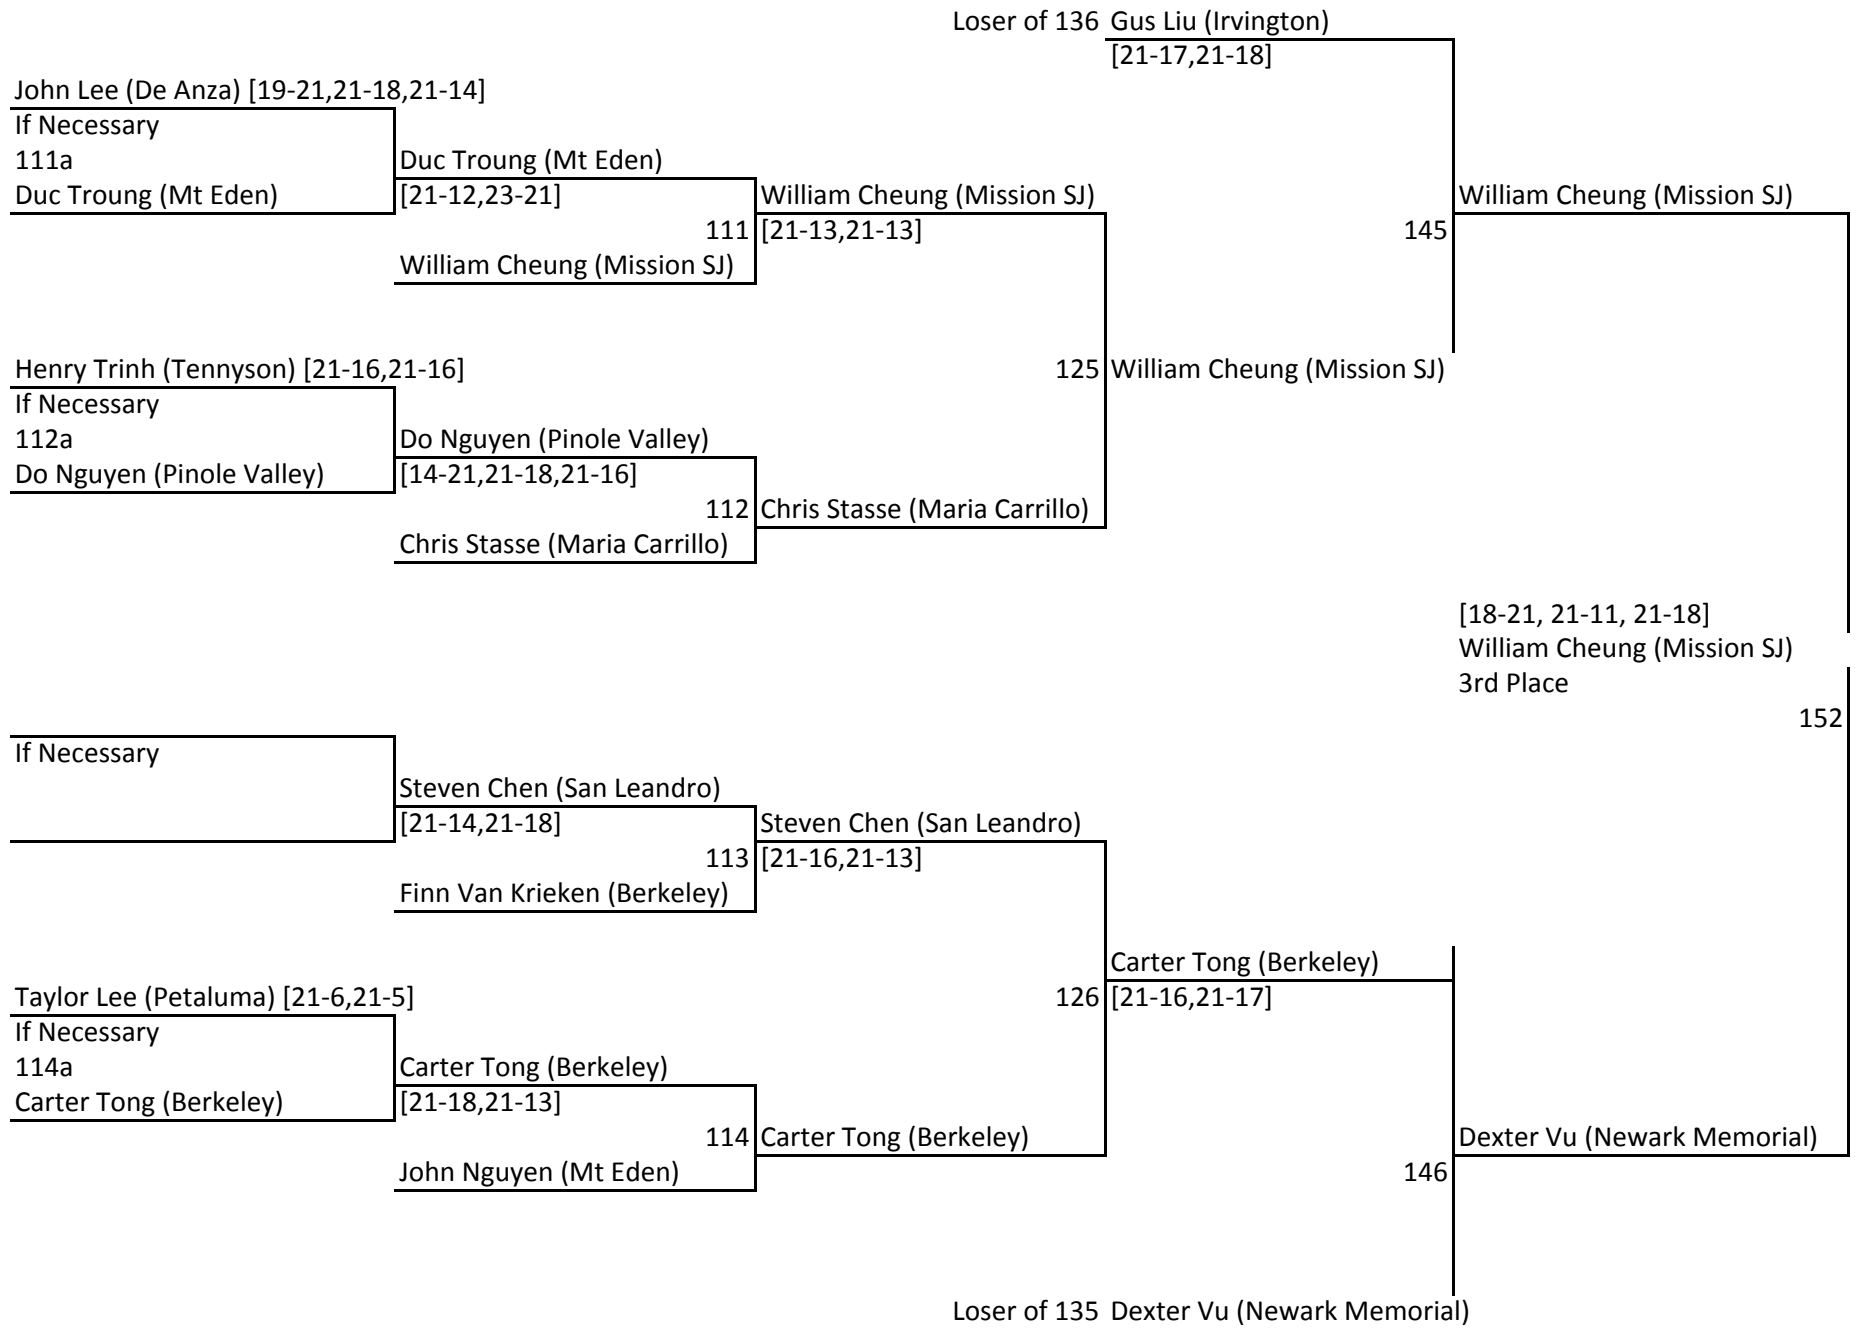 Loser of 136 Gus Liu (Irvington)
[21-17,21-18]
John Lee (De Anza) [19-21,21-18,21-14]
If Necessary
111a
Duc Troung (Mt Eden)
Duc Troung (Mt Eden)
[21-12,23-21]
William Cheung (Mission SJ)
William Cheung (Mission SJ)
111 [21-13,21-13]
145
William Cheung (Mission SJ)
Henry Trinh (Tennyson) [21-16,21-16]
125 William Cheung (Mission SJ)
If Necessary
112a
Do Nguyen (Pinole Valley)
Do Nguyen (Pinole Valley)
[14-21,21-18,21-16]
112 Chris Stasse (Maria Carrillo)
Chris Stasse (Maria Carrillo)
[18-21, 21-11, 21-18]
William Cheung (Mission SJ)
3rd Place
152
If Necessary
Steven Chen (San Leandro)
[21-14,21-18]
Steven Chen (San Leandro)
113 [21-16,21-13]
Finn Van Krieken (Berkeley)
Carter Tong (Berkeley)
Taylor Lee (Petaluma) [21-6,21-5]
126 [21-16,21-17]
If Necessary
114a
Carter Tong (Berkeley)
Carter Tong (Berkeley)
[21-18,21-13]
114 Carter Tong (Berkeley)
Dexter Vu (Newark Memorial)
John Nguyen (Mt Eden)
146
Loser of 135 Dexter Vu (Newark Memorial)